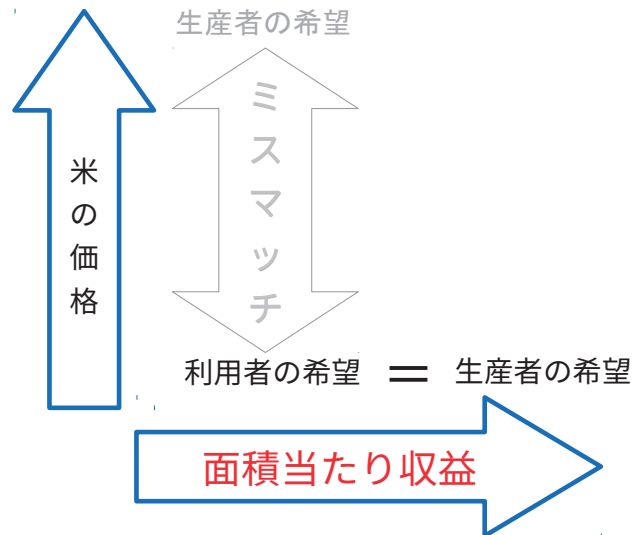 生産者の希望
ミスマッチ
米の価格
利用者の希望 = 生産者の希望
面積当たり収益